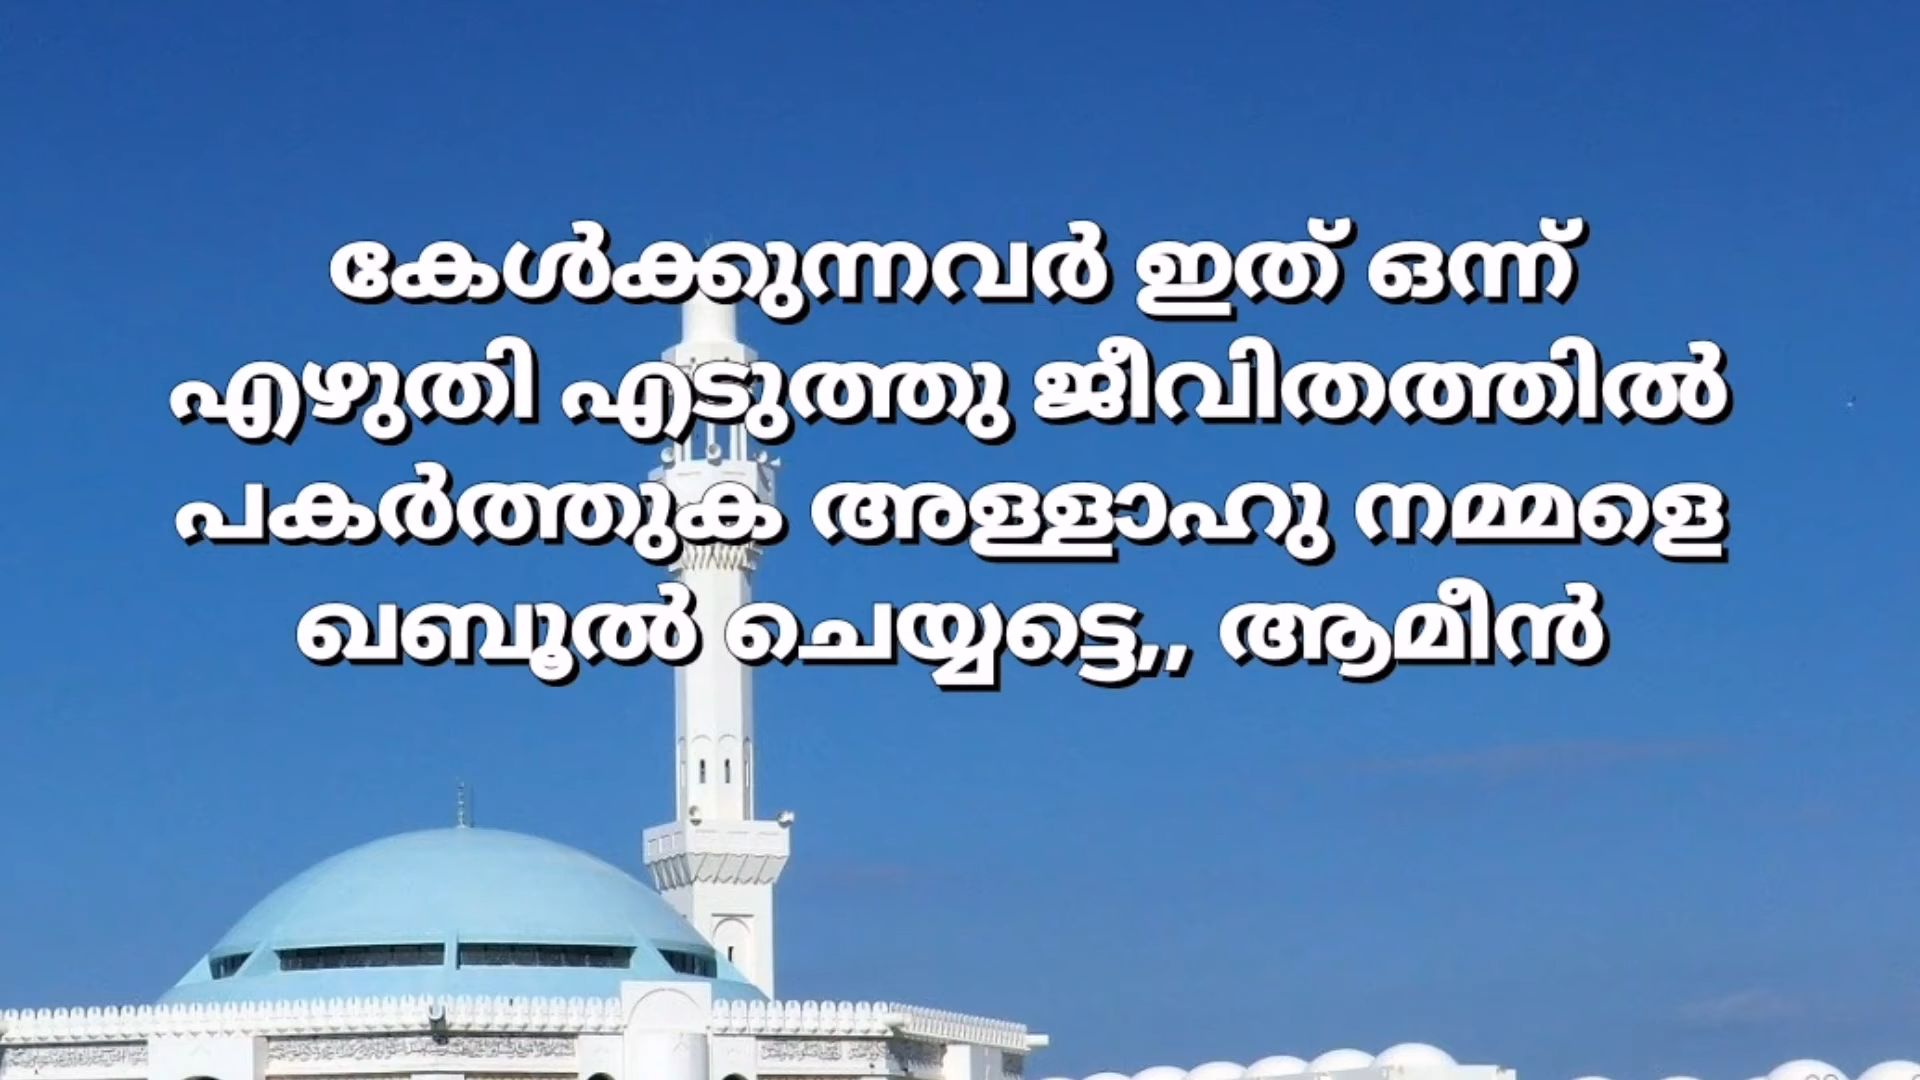 കേൾക്കുന്നവർ ഇത് ഒന്ന്
എഴുതി എടുത്തു ജീവിതത്തിൽ
പകർത്തുക അള്ളാഹു നമ്മളെ
ഖബൂൽ ചെയ്യട്ടെ,, ആമീൻ